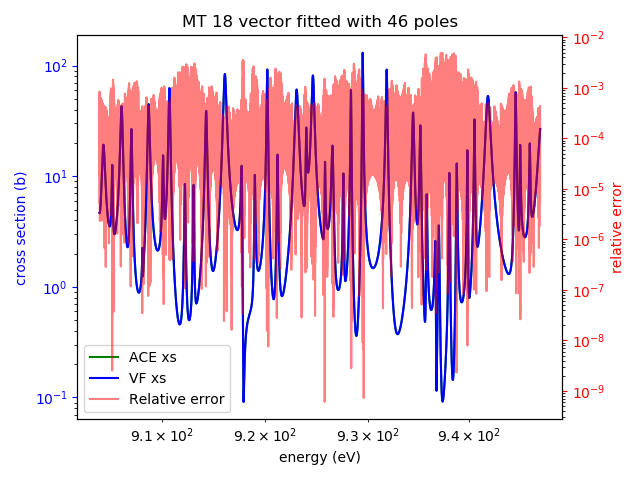 MT 18 vector fitted with 46 poles
cross section (b)
10²
10¹
10⁰
10⁻¹
10⁻²
10⁻³
10⁻⁴
10⁻⁵
10⁻⁶
10⁻⁷
10⁻⁸
10⁻⁹
relative error
ACE xs
VF xs
Relative error
9.1 × 10² 9.2 × 10² 9.3 × 10² 9.4 × 10²
energy (eV)